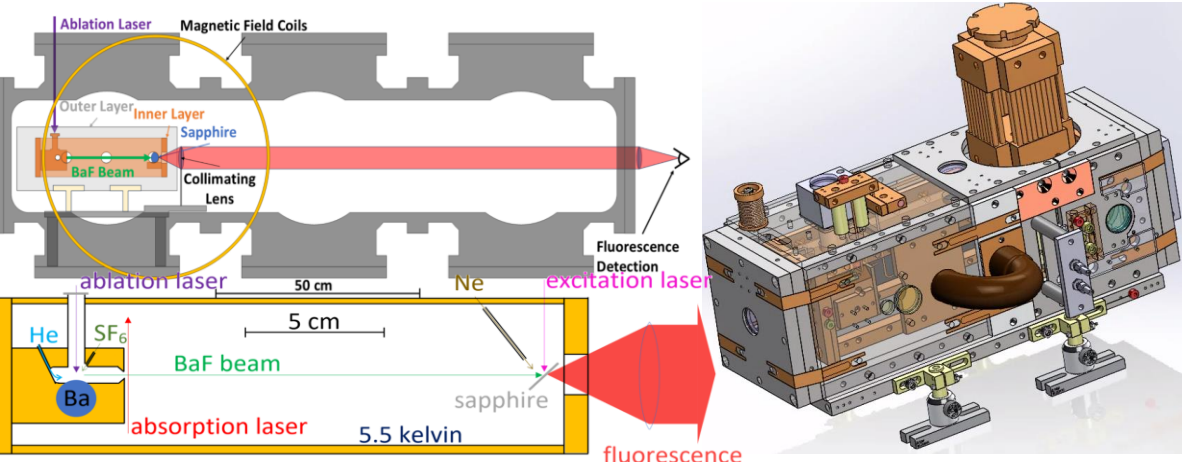 Ablation Laser
Magnetic Field Coils
Outer Layer
Inner Layer
Sapphire
BaF Beam
Collimating
Lens
Fluorescence
Detection
50 cm
ablation laser
Ne
excitation laser
5 cm
He
SF6
BaF beam
Ba
sapphire
absorption laser
5.5 kelvin
fluorescence